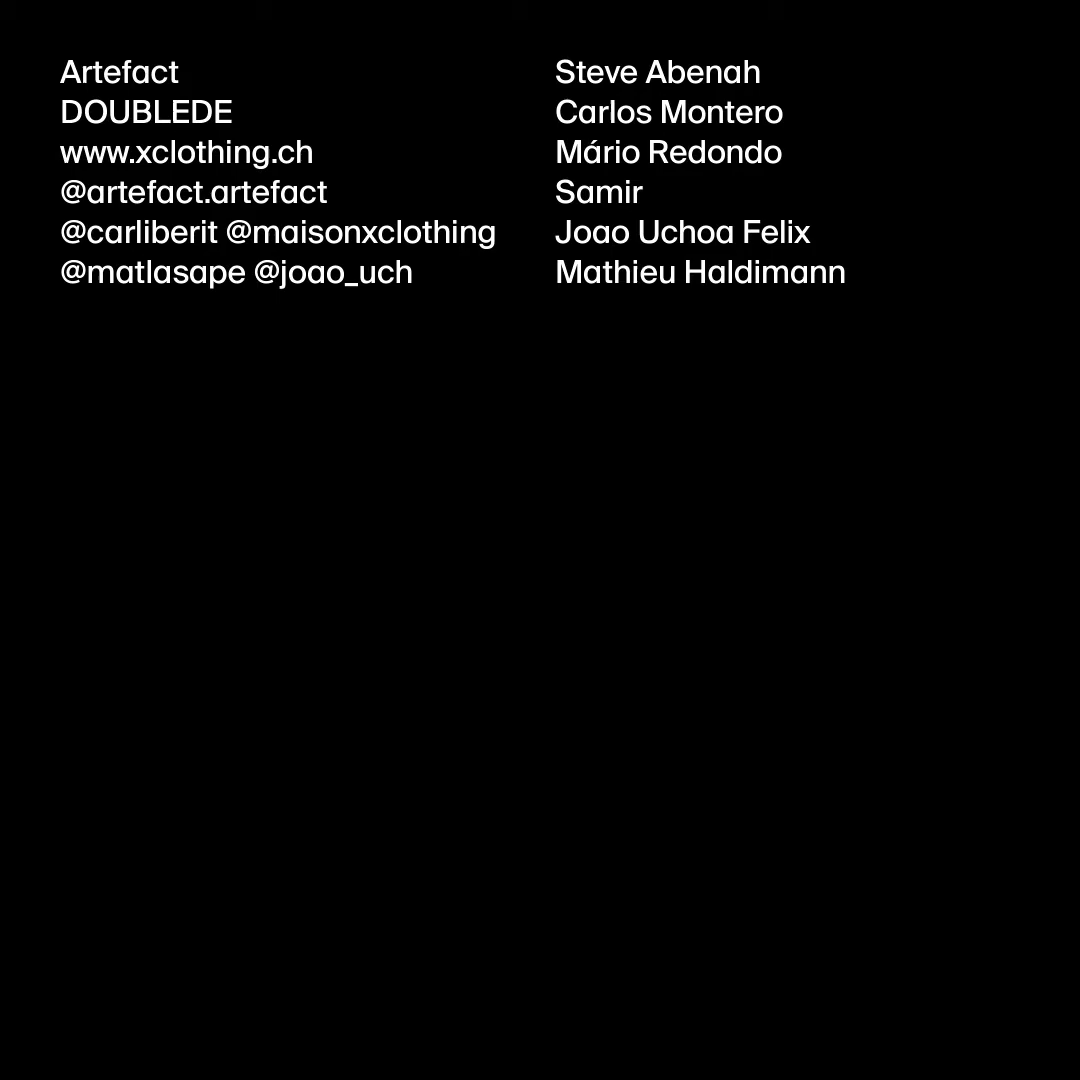 Artefact
DOUBLEDE
www.xclothing.ch
@artefact.artefact
@carliberit @maisonxclothing
@matlasape @joao_uch
Steve Abenah
Carlos Montero
Mário Redondo
Samir
Joao Uchoa Felix
Mathieu Haldimann